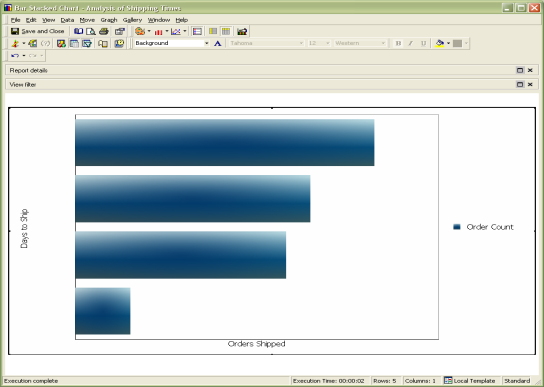 Bar Stacked Chart - Analysis of Shipping Times
File Edit View Data Move Graph Gallery Window Help
Save and Close
Background Tahoma 12 Western B I U
Report details
View filter
Days to Ship
Order Count
Orders Shipped
Execution complete Execution Time: 00:00:02 Rows: 5 Columns: 1 Local Template Standard